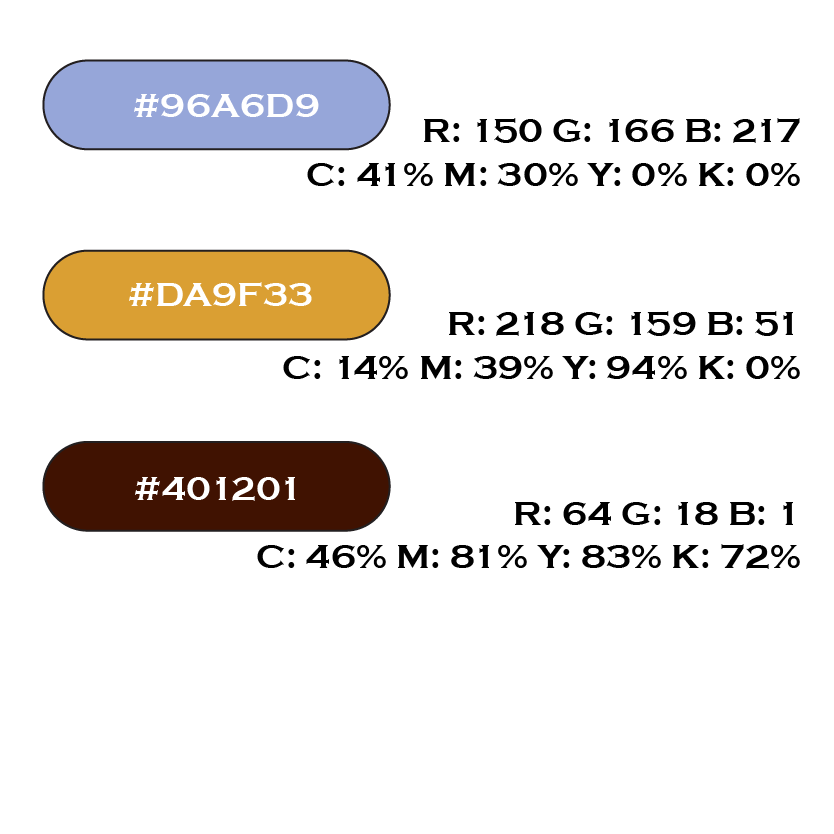 #96A6D9
R: 150 G: 166 B: 217
C: 41% M: 30% Y: 0% K: 0%
#DA9F33
R: 218 G: 159 B: 51
C: 14% M: 39% Y: 94% K: 0%
#401201
R: 64 G: 18 B: 1
C: 46% M: 81% Y: 83% K: 72%